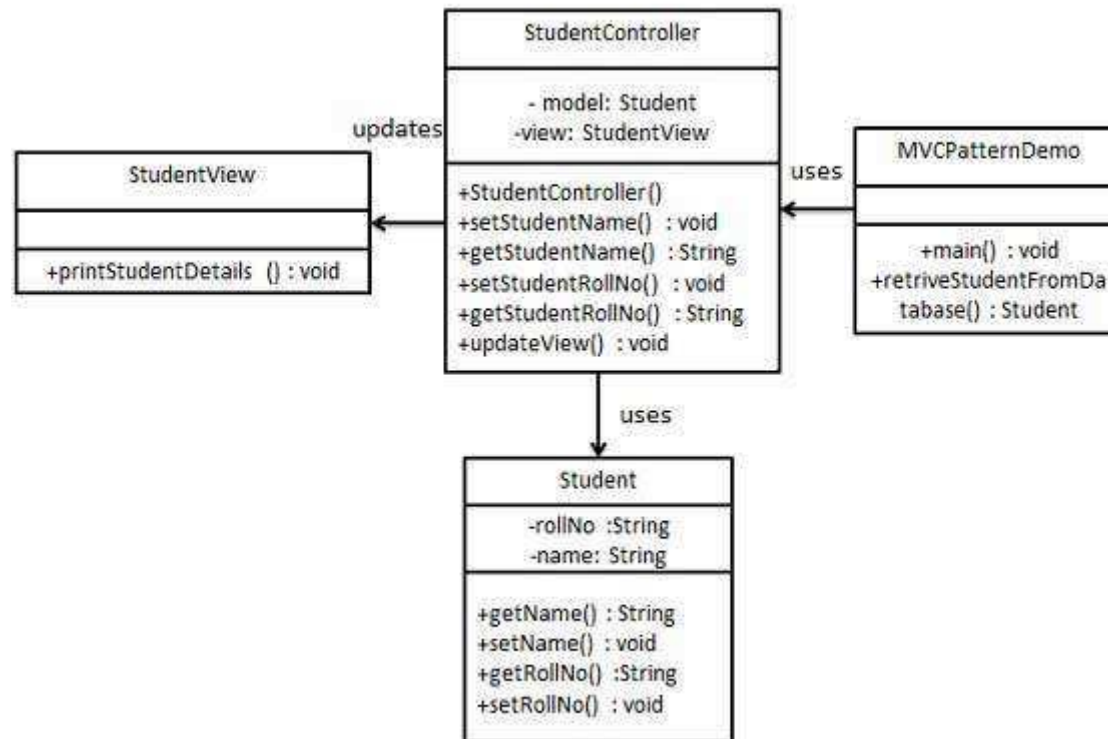 StudentController
- model: Student
-view: StudentView
+StudentController()
+setStudentName() : void
+getStudentName() : String
+setStudentRollNo() : void
+getStudentRollNo() : String
+updateView() : void
updates
StudentView
+printStudentDetails () : void
uses
MVCPatternDemo
+main() : void
+retriveStudentFromDa
tabase() : Student
uses
Student
-rollNo :String
-name: String
+getName() : String
+setName() : void
+getRollNo() :String
+setRollNo() : void